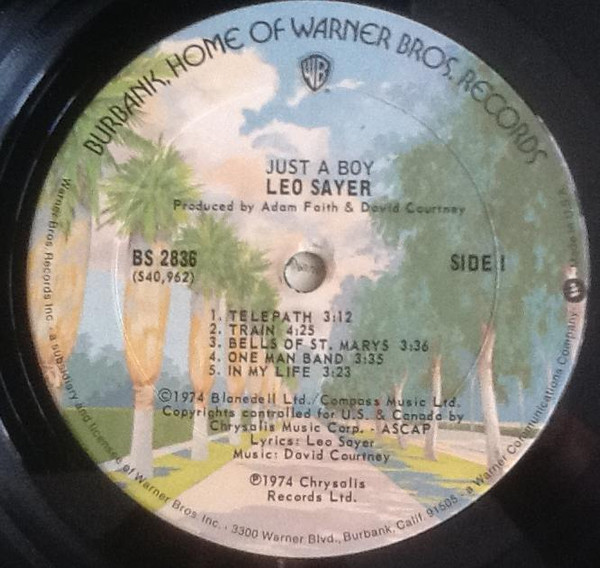 BURBANK, HOME OF WARNER BROS. RECORDS
WB
JUST A BOY
LEO SAYER
Produced by Adam Faith & David Courtney
BS 2836
(S40,962)
SIDE 1
1. TELEPATH 3:12
2. TRAIN 4:25
3. BELLS OF ST. MARYS 3:36
4. ONE MAN BAND 3:35
5. IN MY LIFE 3:23
©1974 Blanedell Ltd./Compass Music Ltd.
Copyrights controlled for U.S. & Canada by
Chrysalis Music Corp. - ASCAP
Lyrics: Leo Sayer
Music: David Courtney
℗1974 Chrysalis
Records Ltd.
Warner Bros. Records Inc. · a subsidiary and licensee of Warner Bros. Inc. · 3300 Warner Blvd., Burbank, Calif. 91505 · a Warner Communications Company
Made in U.S.A.